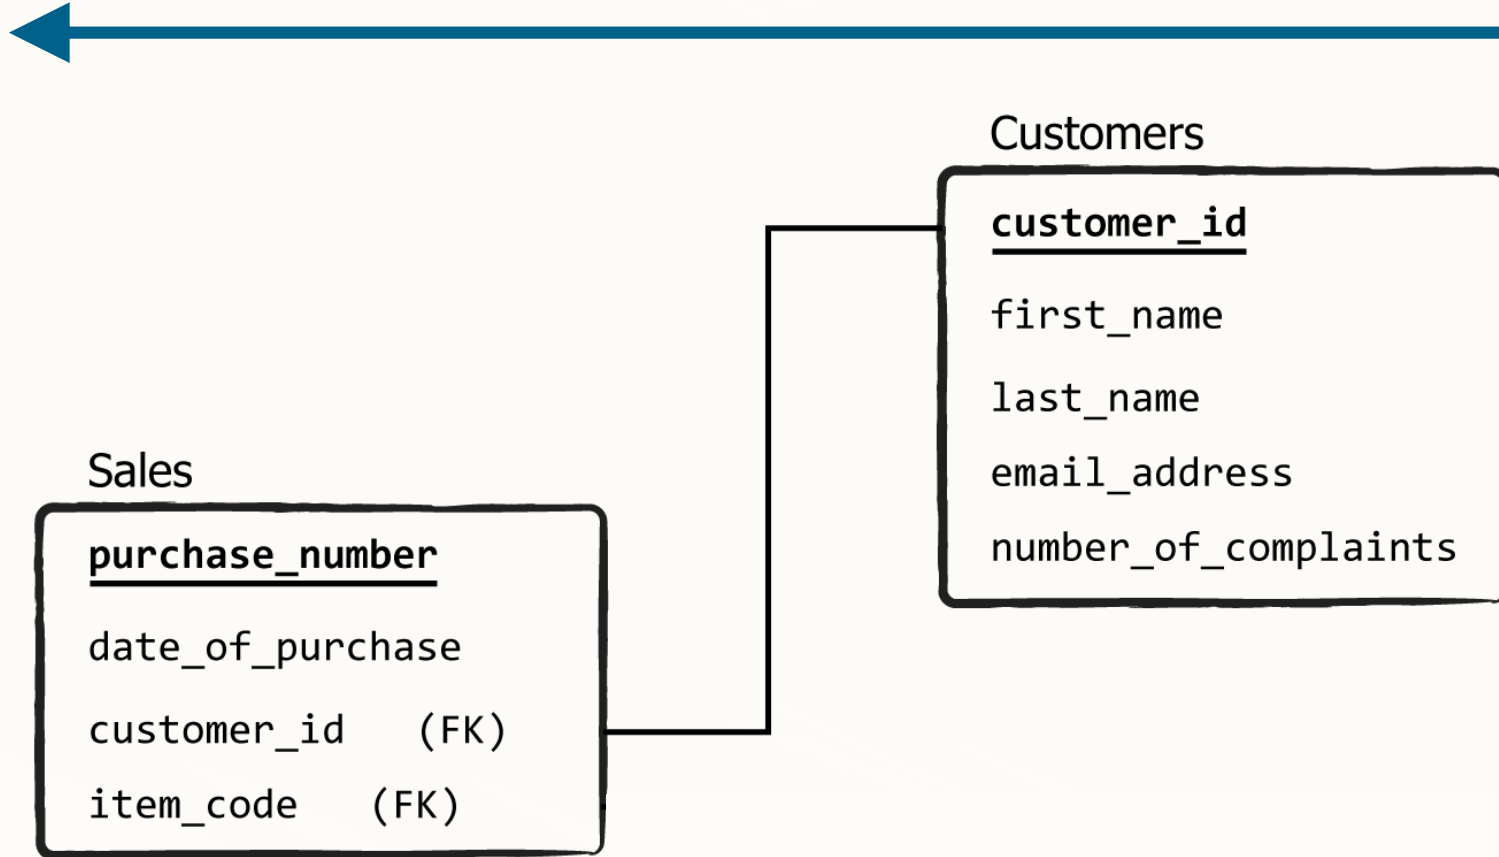 Customers
customer_id
first_name
last_name
email_address
number_of_complaints
Sales
purchase_number
date_of_purchase
customer_id (FK)
item_code (FK)